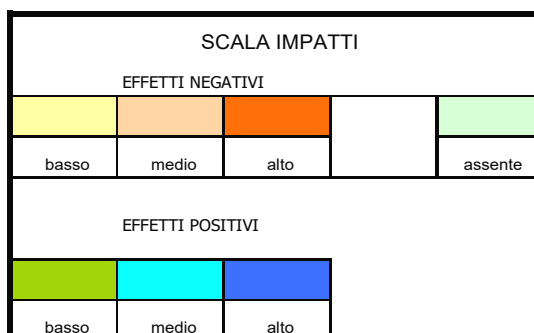 SCALA IMPATTI
EFFETTI NEGATIVI
basso medio alto assente
EFFETTI POSITIVI
basso medio alto